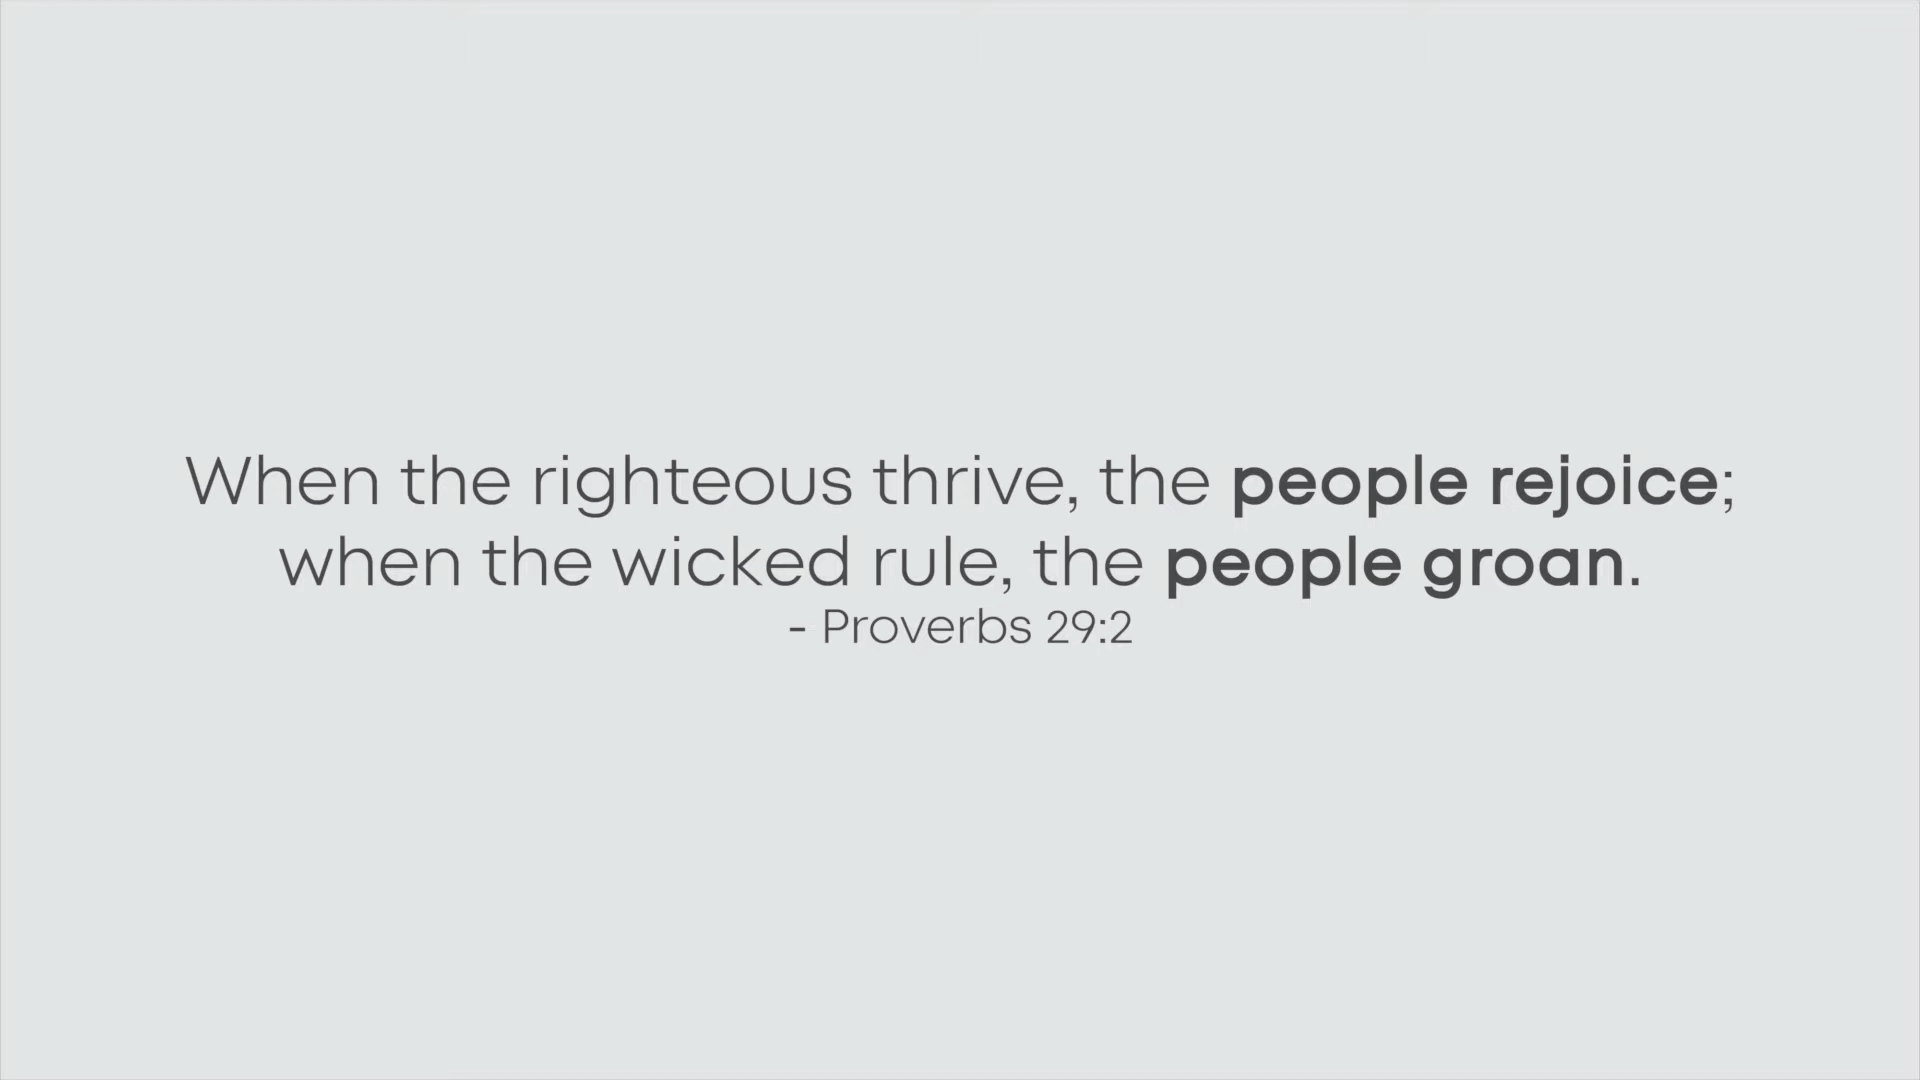 When the righteous thrive, the people rejoice;
when the wicked rule, the people groan.
- Proverbs 29:2